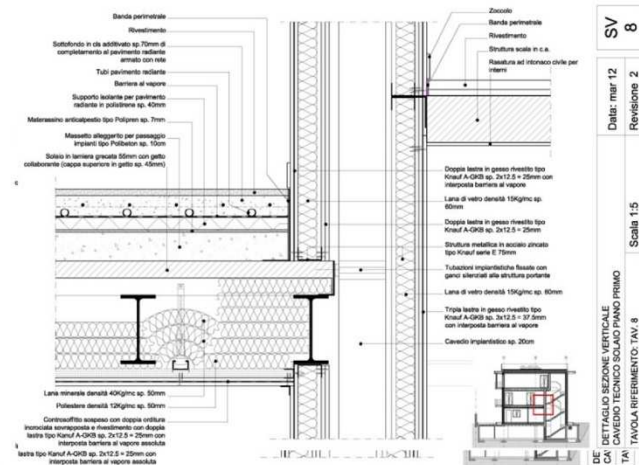 Banda perimetrale
Rivestimento
Sottofondo in cls additivato sp.70mm di
completamento al pavimento radiante
armato con rete
Tubi pavimento radiante
Barriera al vapore
Supporto isolante per pavimento
radiante in polistirene sp. 40mm
Materassino anticalpestio tipo Polipren sp. 7mm
Massetto alleggerito per passaggio
impianti tipo Polibeton sp. 10cm
Solaio in lamiera grecata 55mm con getto
collaborante (cappa superiore in getto sp. 45mm)
Lana minerale densità 40Kg/mc sp. 50mm
Poliestere densità 12Kg/mc sp. 50mm
Controsoffitto sospeso con doppia orditura
incrociata sovrapposta e rivestimento con doppia
lastra tipo Kanuf A-GKB sp. 2x12.5 = 25mm con
interposta barriera al vapore assoluta
lastra tipo Kanuf A-GKB sp. 2x12.5 = 25mm con
interposta barriera al vapore assoluta
Zoccolo
Banda perimetrale
Rivestimento
Struttura scala in c.a.
Rasatura ad intonaco civile per
interni
Doppia lastra in gesso rivestito tipo
Knauf A-GKB sp. 2x12.5 = 25mm con
interposta barriera al vapore
Lana di vetro densità 15Kg/mc sp.
60mm
Doppia lastra in gesso rivestito tipo
Knauf A-GKB sp. 2x12.5 = 25mm
Struttura metallica in acciaio zincato
tipo Knauf serie E 75mm
Tubazioni impiantistiche fissate con
ganci silenziati alla struttura portante
Lana di vetro densità 15Kg/mc sp. 60mm
Tripla lastra in gesso rivestito tipo
Knauf A-GKB sp. 3x12.5 = 37.5mm
con interposta barriera al vapore
Cavedio impiantistico sp. 20cm
SV
8
Data: mar 12
Revisione 2
DETTAGLIO SEZIONE VERTICALE
CAVEDIO TECNICO SOLAIO PIANO PRIMO
Scala 1:5
TAVOLA RIFERIMENTO: TAV. 8